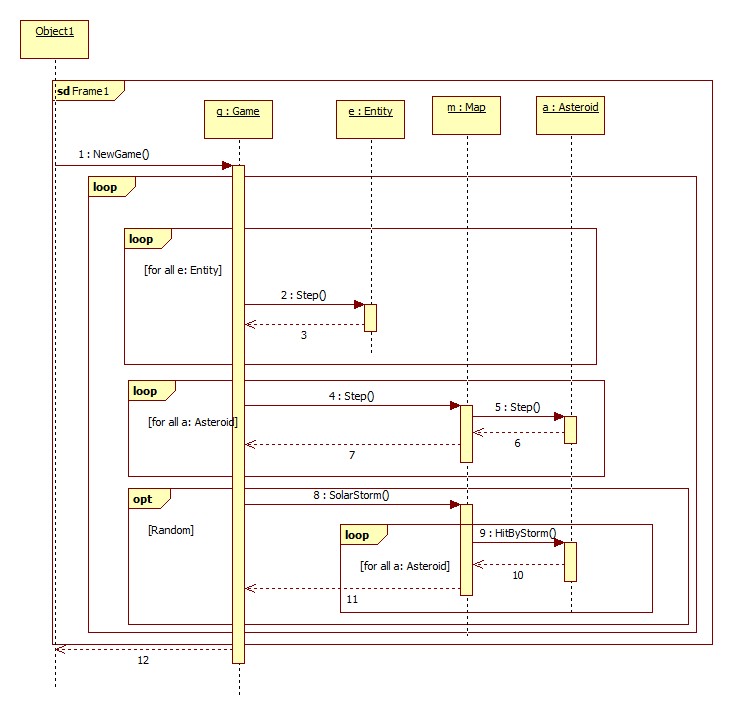 Object1
sd Frame1
g : Game
e : Entity
m : Map
a : Asteroid
1 : NewGame()
loop
loop
[for all e: Entity]
2 : Step()
3
loop
4 : Step()
5 : Step()
[for all a: Asteroid]
6
7
opt
8 : SolarStorm()
[Random]
loop
9 : HitByStorm()
[for all a: Asteroid]
10
11
12